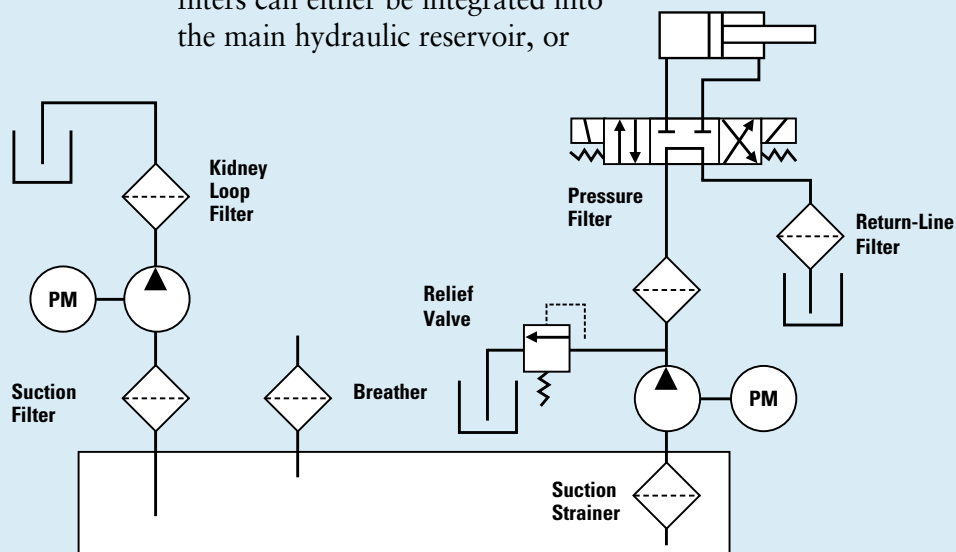 filters can either be integrated into
the main hydraulic reservoir, or
Kidney
Loop
Filter
PM
Suction
Filter
Breather
Pressure
Filter
Return-Line
Filter
Relief
Valve
PM
Suction
Strainer